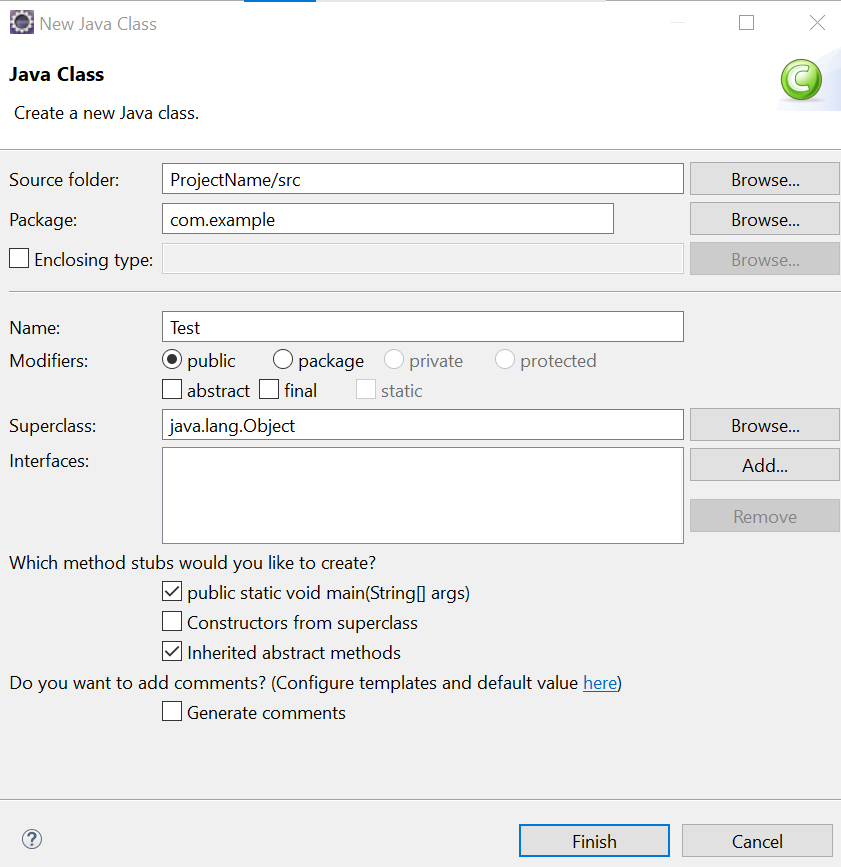 New Java Class
Java Class
Create a new Java class.
C
Source folder: ProjectName/src Browse...
Package: com.example Browse...
Enclosing type: Browse...
Name: Test
Modifiers: public package private protected
abstract final static
Superclass: java.lang.Object Browse...
Interfaces: Add...
Remove
Which method stubs would you like to create?
public static void main(String[] args)
Constructors from superclass
Inherited abstract methods
Do you want to add comments? (Configure templates and default value here)
Generate comments
? Finish Cancel